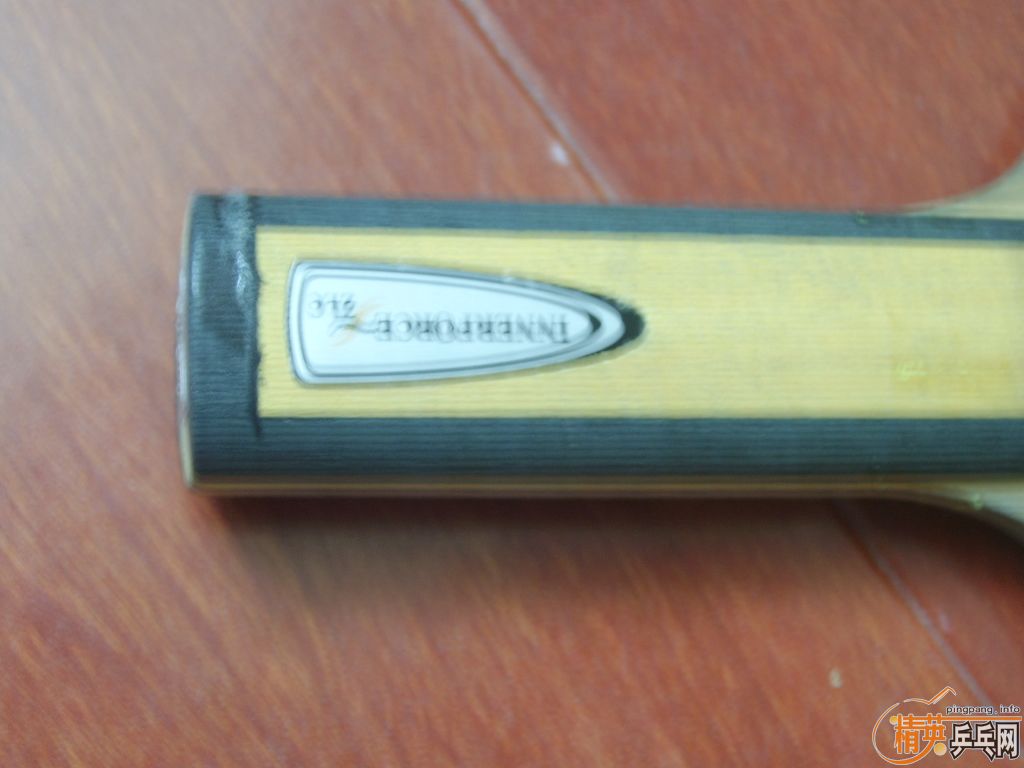 INNERFORCE
ZLC
pingpang.info
精英乒乓网